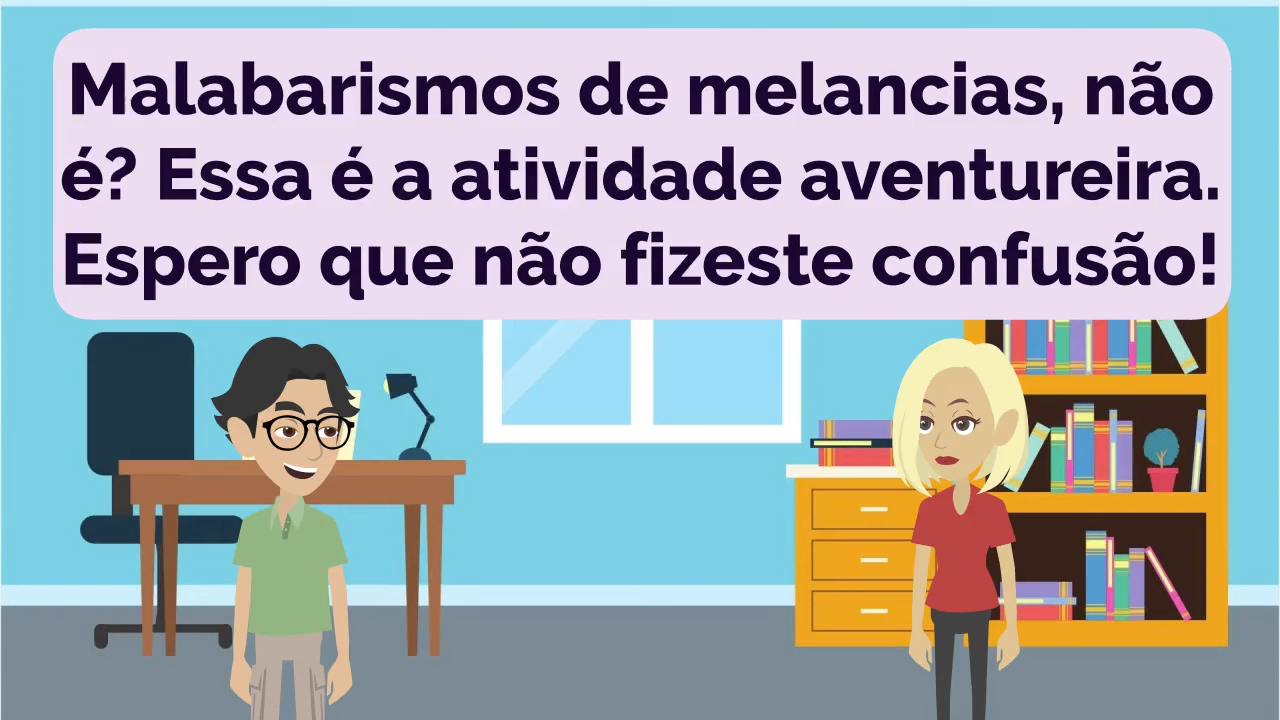 Malabarismos de melancias, não
é? Essa é a atividade aventureira.
Espero que não fizeste confusão!